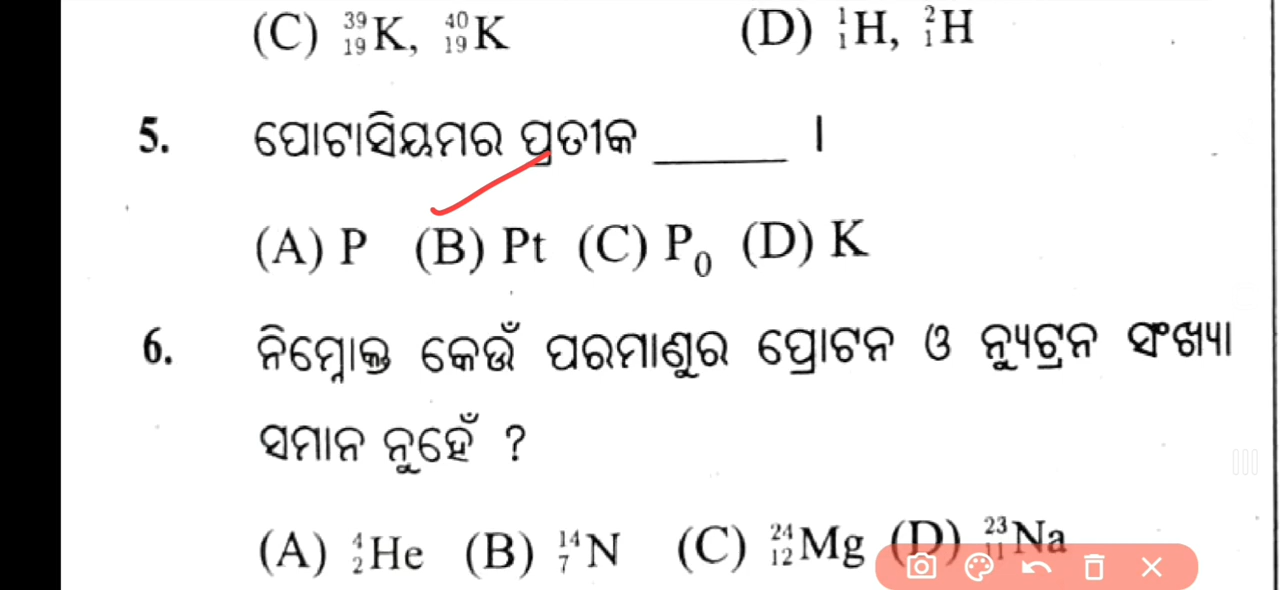 (C) ³⁹₁₉K, ⁴⁰₁₉K (D) ¹₁H, ²₁H
5. ପୋଟାସିୟମର ପ୍ରତୀକ ______ ।
(A) P (B) Pt (C) P₀ (D) K
6. ନିମ୍ନୋକ୍ତ କେଉଁ ପରମାଣୁର ପ୍ରୋଟନ ଓ ନ୍ୟୁଟ୍ରନ ସଂଖ୍ୟା
ସମାନ ନୁହେଁ ?
(A) ⁴₂He (B) ¹⁴₇N (C) ²⁴₁₂Mg (D) ²³₁₁Na